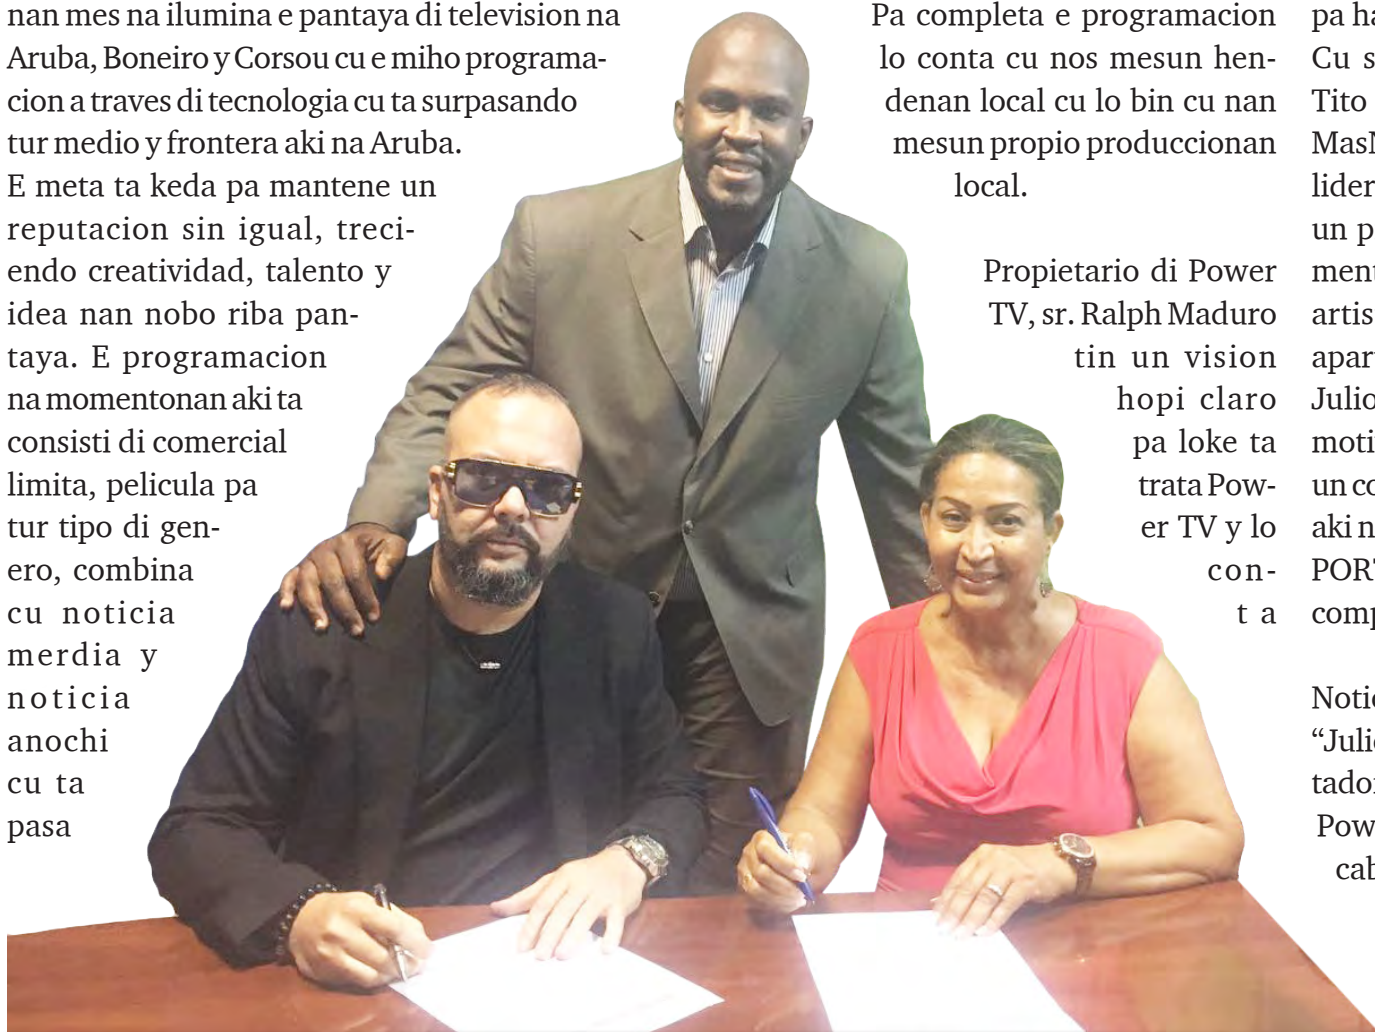 nan mes na ilumina e pantaya di television na
Aruba, Boneiro y Corsou cu e miho programa-
cion a traves di tecnologia cu ta surpasando
tur medio y frontera aki na Aruba.
E meta ta keda pa mantene un
reputacion sin igual, treci-
endo creatividad, talento y
idea nan nobo riba pan-
taya. E programacion
na momentonan aki ta
consisti di comercial
limita, pelicula pa
tur tipo di gen-
ero, combina
cu noticia
merdia y
noticia
anochi
cu ta
pasa
Pa completa e programacion
lo conta cu nos mesun hen-
denan local cu lo bin cu nan
mesun propio produccionan
local.
Propietario di Power
TV, sr. Ralph Maduro
tin un vision
hopi claro
pa loke ta
trata Pow-
er TV y lo
con-
t a
pa
Cu
Tito
un
aki